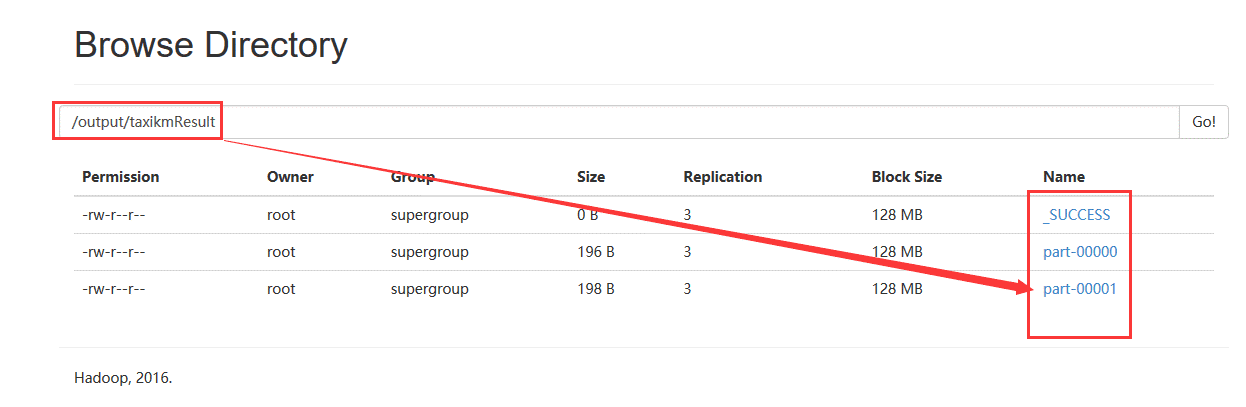 Browse Directory
/output/taxikmResult Go!
Permission Owner Group Size Replication Block Size Name
-rw-r--r-- root supergroup 0 B 3 128 MB _SUCCESS
-rw-r--r-- root supergroup 196 B 3 128 MB part-00000
-rw-r--r-- root supergroup 198 B 3 128 MB part-00001
Hadoop, 2016.